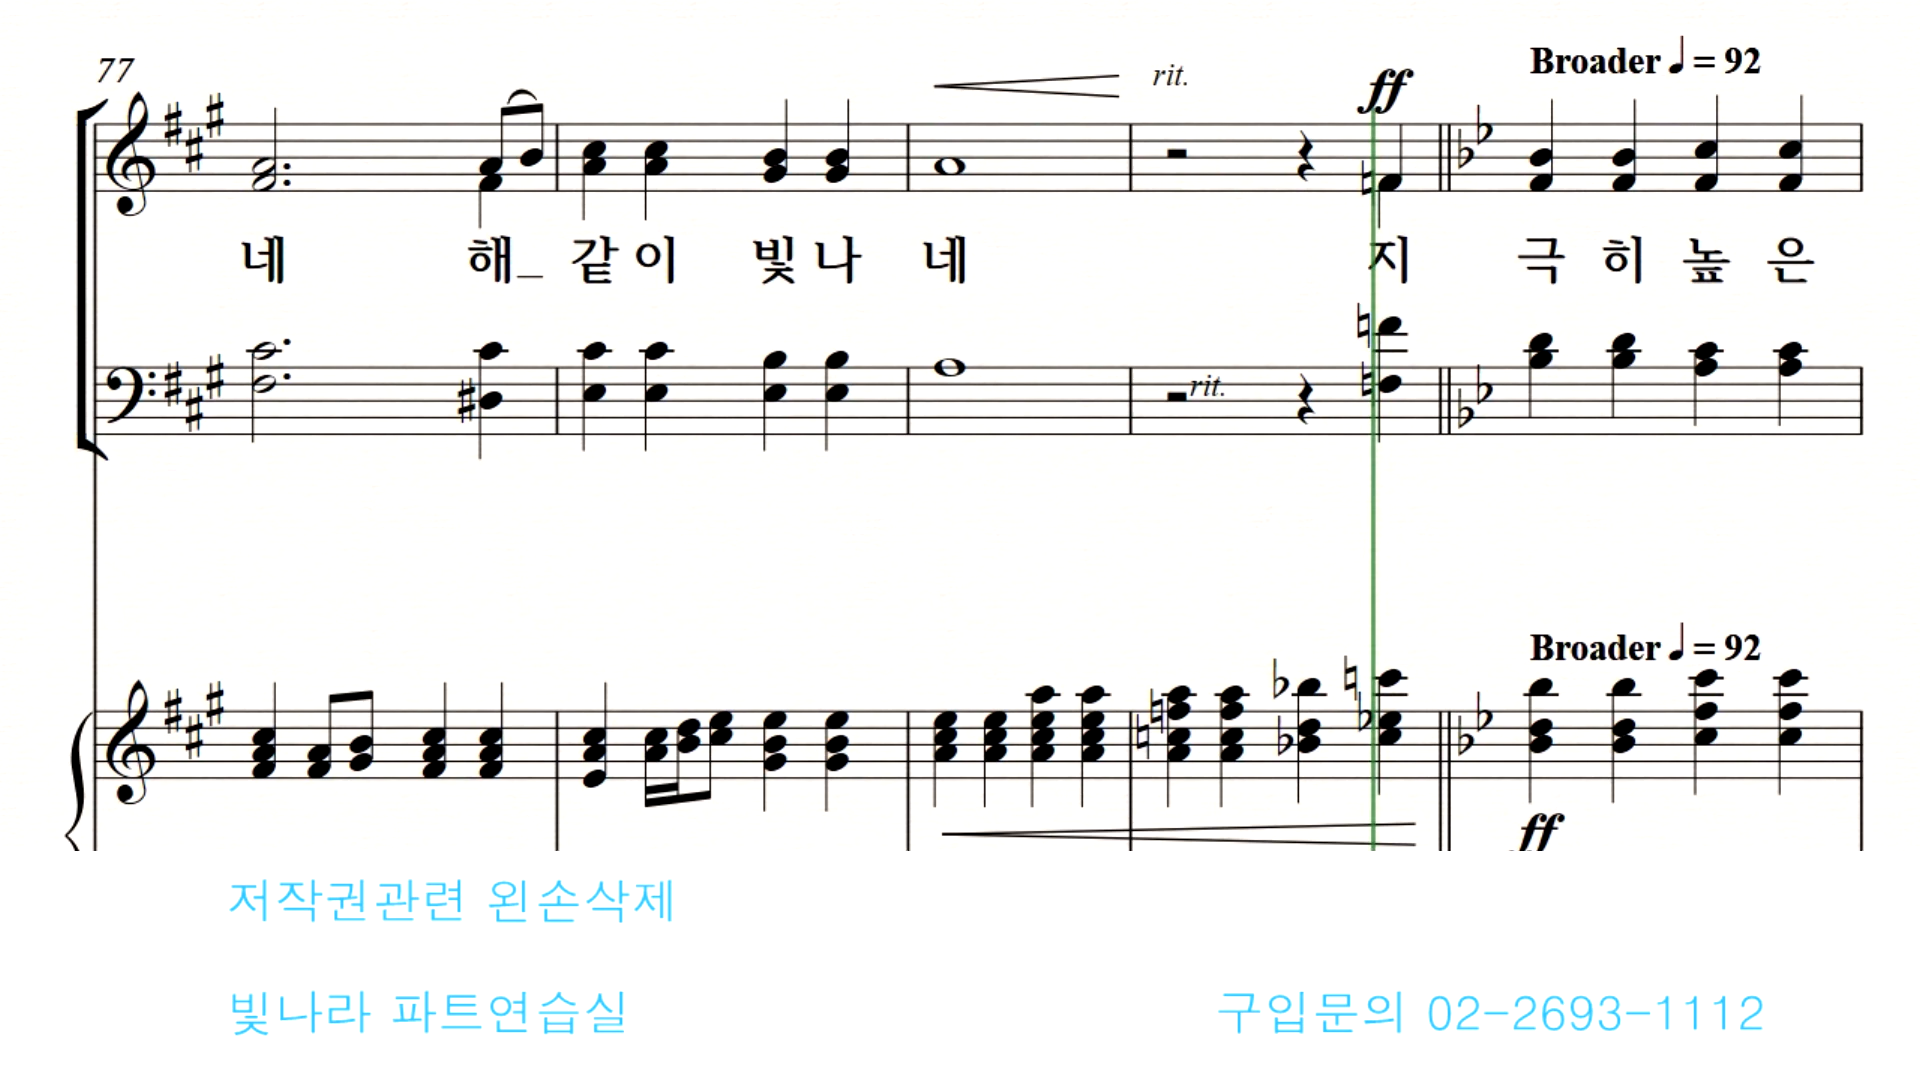 77
Broader ♩ = 92
rit.
ff
네 해_ 같 이 빛 나 네 지 극 히 높 은
rit.
Broader ♩ = 92
ff
저작권관련 왼손삭제
빛나라 파트연습실
구입문의 02-2693-1112